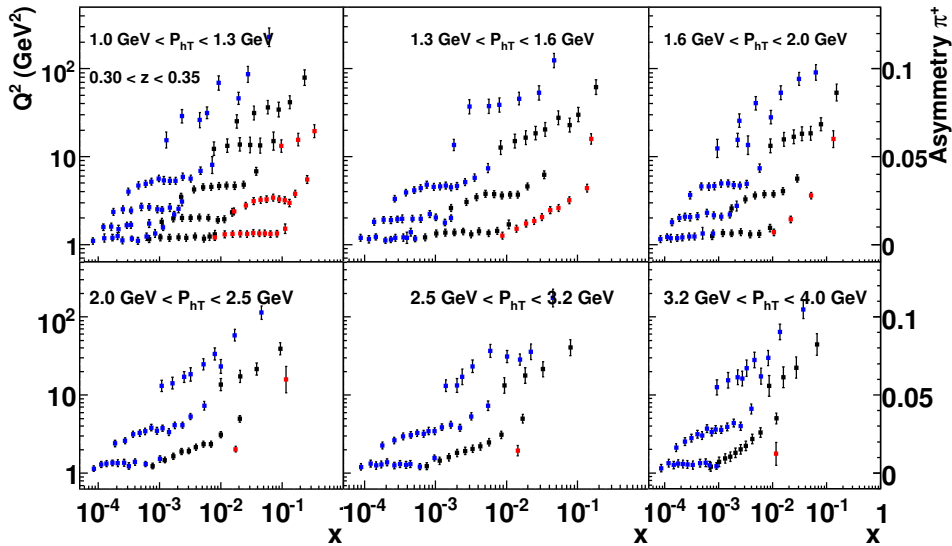 Q² (GeV²)
1.0 GeV < P_hT < 1.3 GeV
0.30 < z < 0.35
1.3 GeV < P_hT < 1.6 GeV
1.6 GeV < P_hT < 2.0 GeV
Asymmetry π⁺
10²
10
1
0.1
0.05
0
2.0 GeV < P_hT < 2.5 GeV
2.5 GeV < P_hT < 3.2 GeV
3.2 GeV < P_hT < 4.0 GeV
10²
10
1
0.1
0.05
0
10⁻⁴ 10⁻³ 10⁻² 10⁻¹ 10⁻⁴ 10⁻³ 10⁻² 10⁻¹ 10⁻⁴ 10⁻³ 10⁻² 10⁻¹ 1
x x x